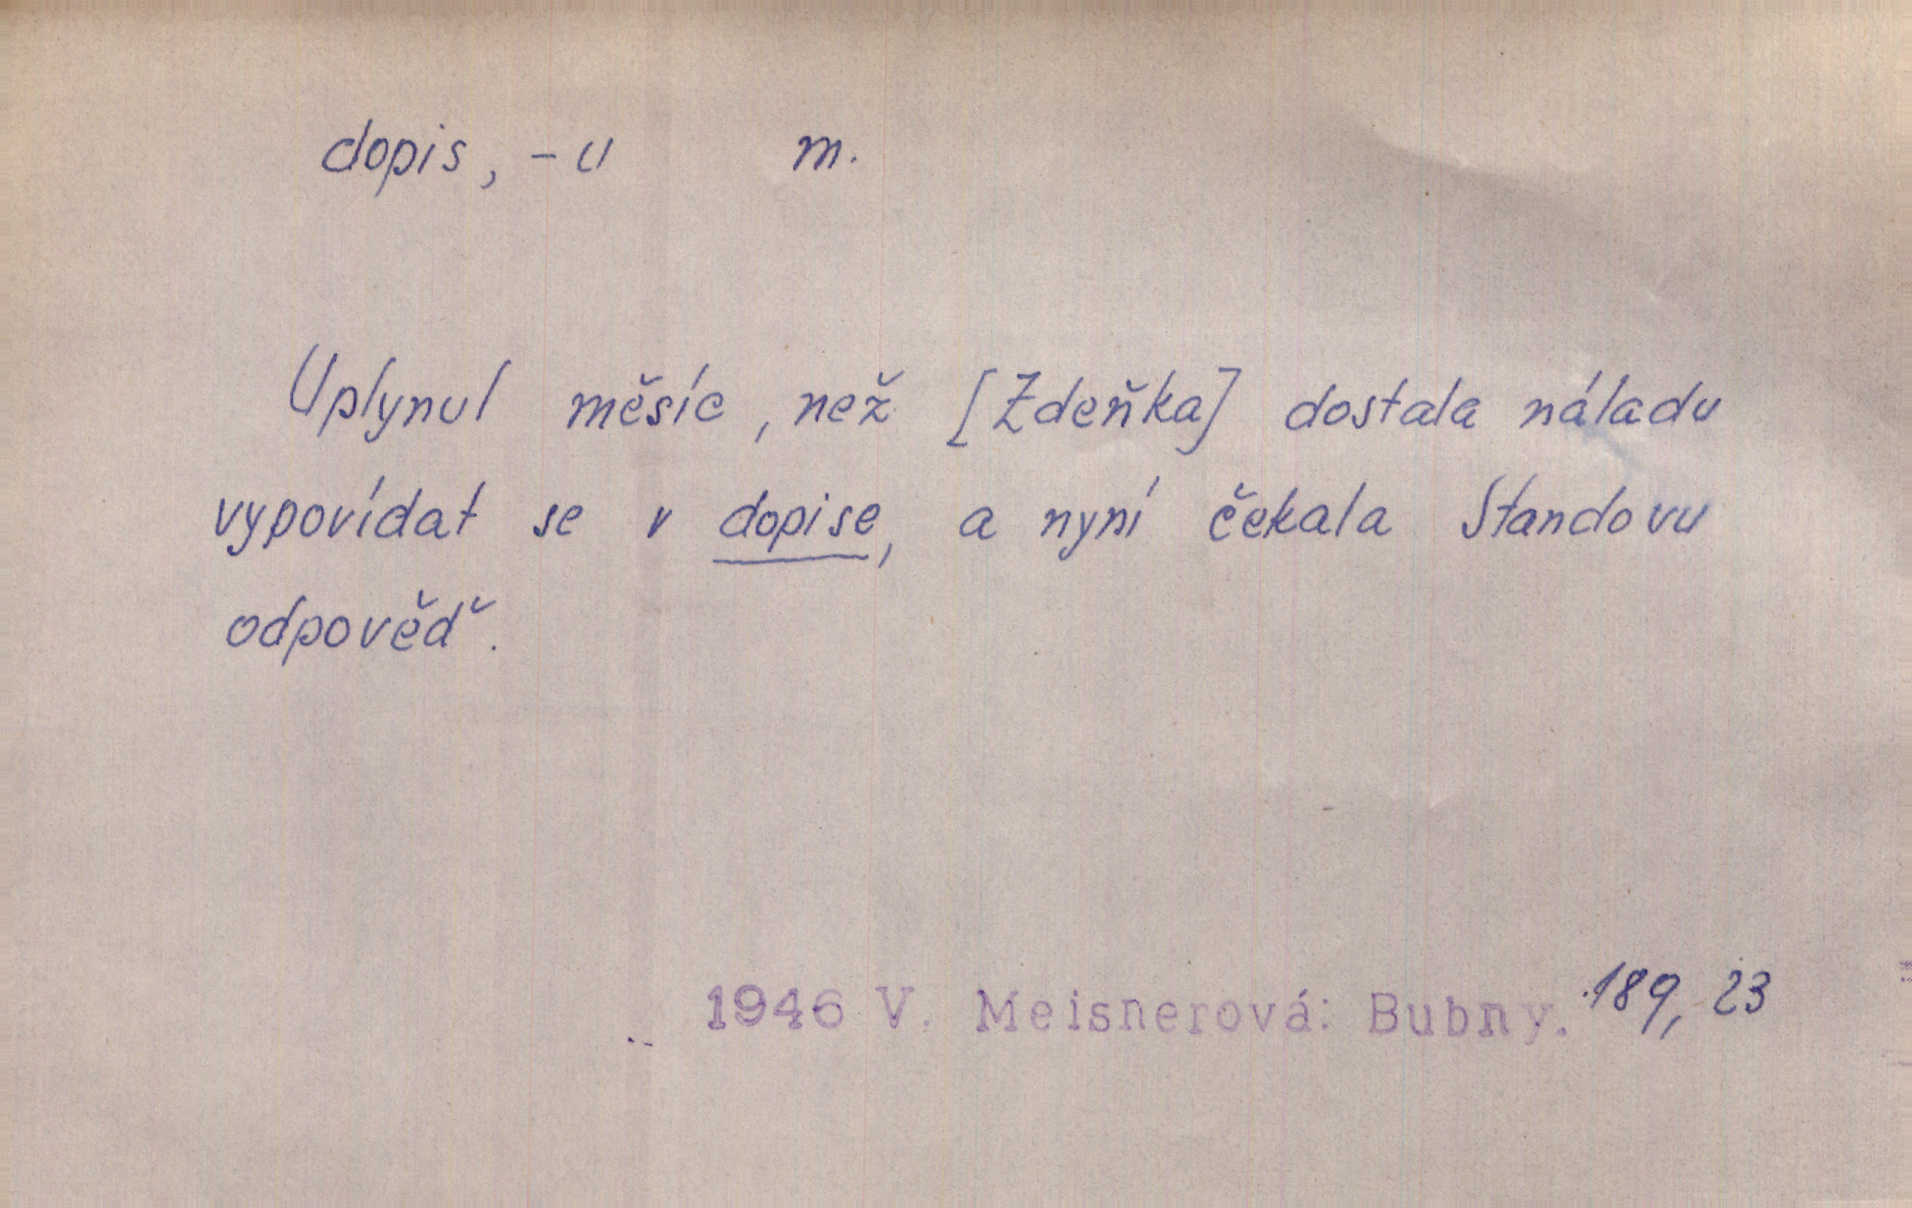 dopis, -u m.
Uplynul měsíc, než [Zdeňka] dostala náladu
vypovídat se v dopise, a nyní čekala Standovu
odpověď.
1946 V. Meisnerová: Bubny. 189, 23